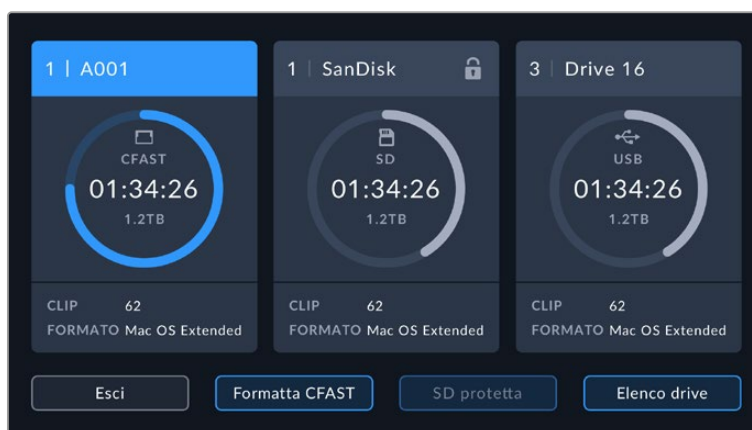 1 | A001
CFAST
01:34:26
1.2TB
CLIP 62
FORMATO Mac OS Extended
1 | SanDisk
SD
01:34:26
1.2TB
CLIP 62
FORMATO Mac OS Extended
3 | Drive 16
USB
01:34:26
1.2TB
CLIP 62
FORMATO Mac OS Extended
Esci
Formatta CFAST
SD protetta
Elenco drive